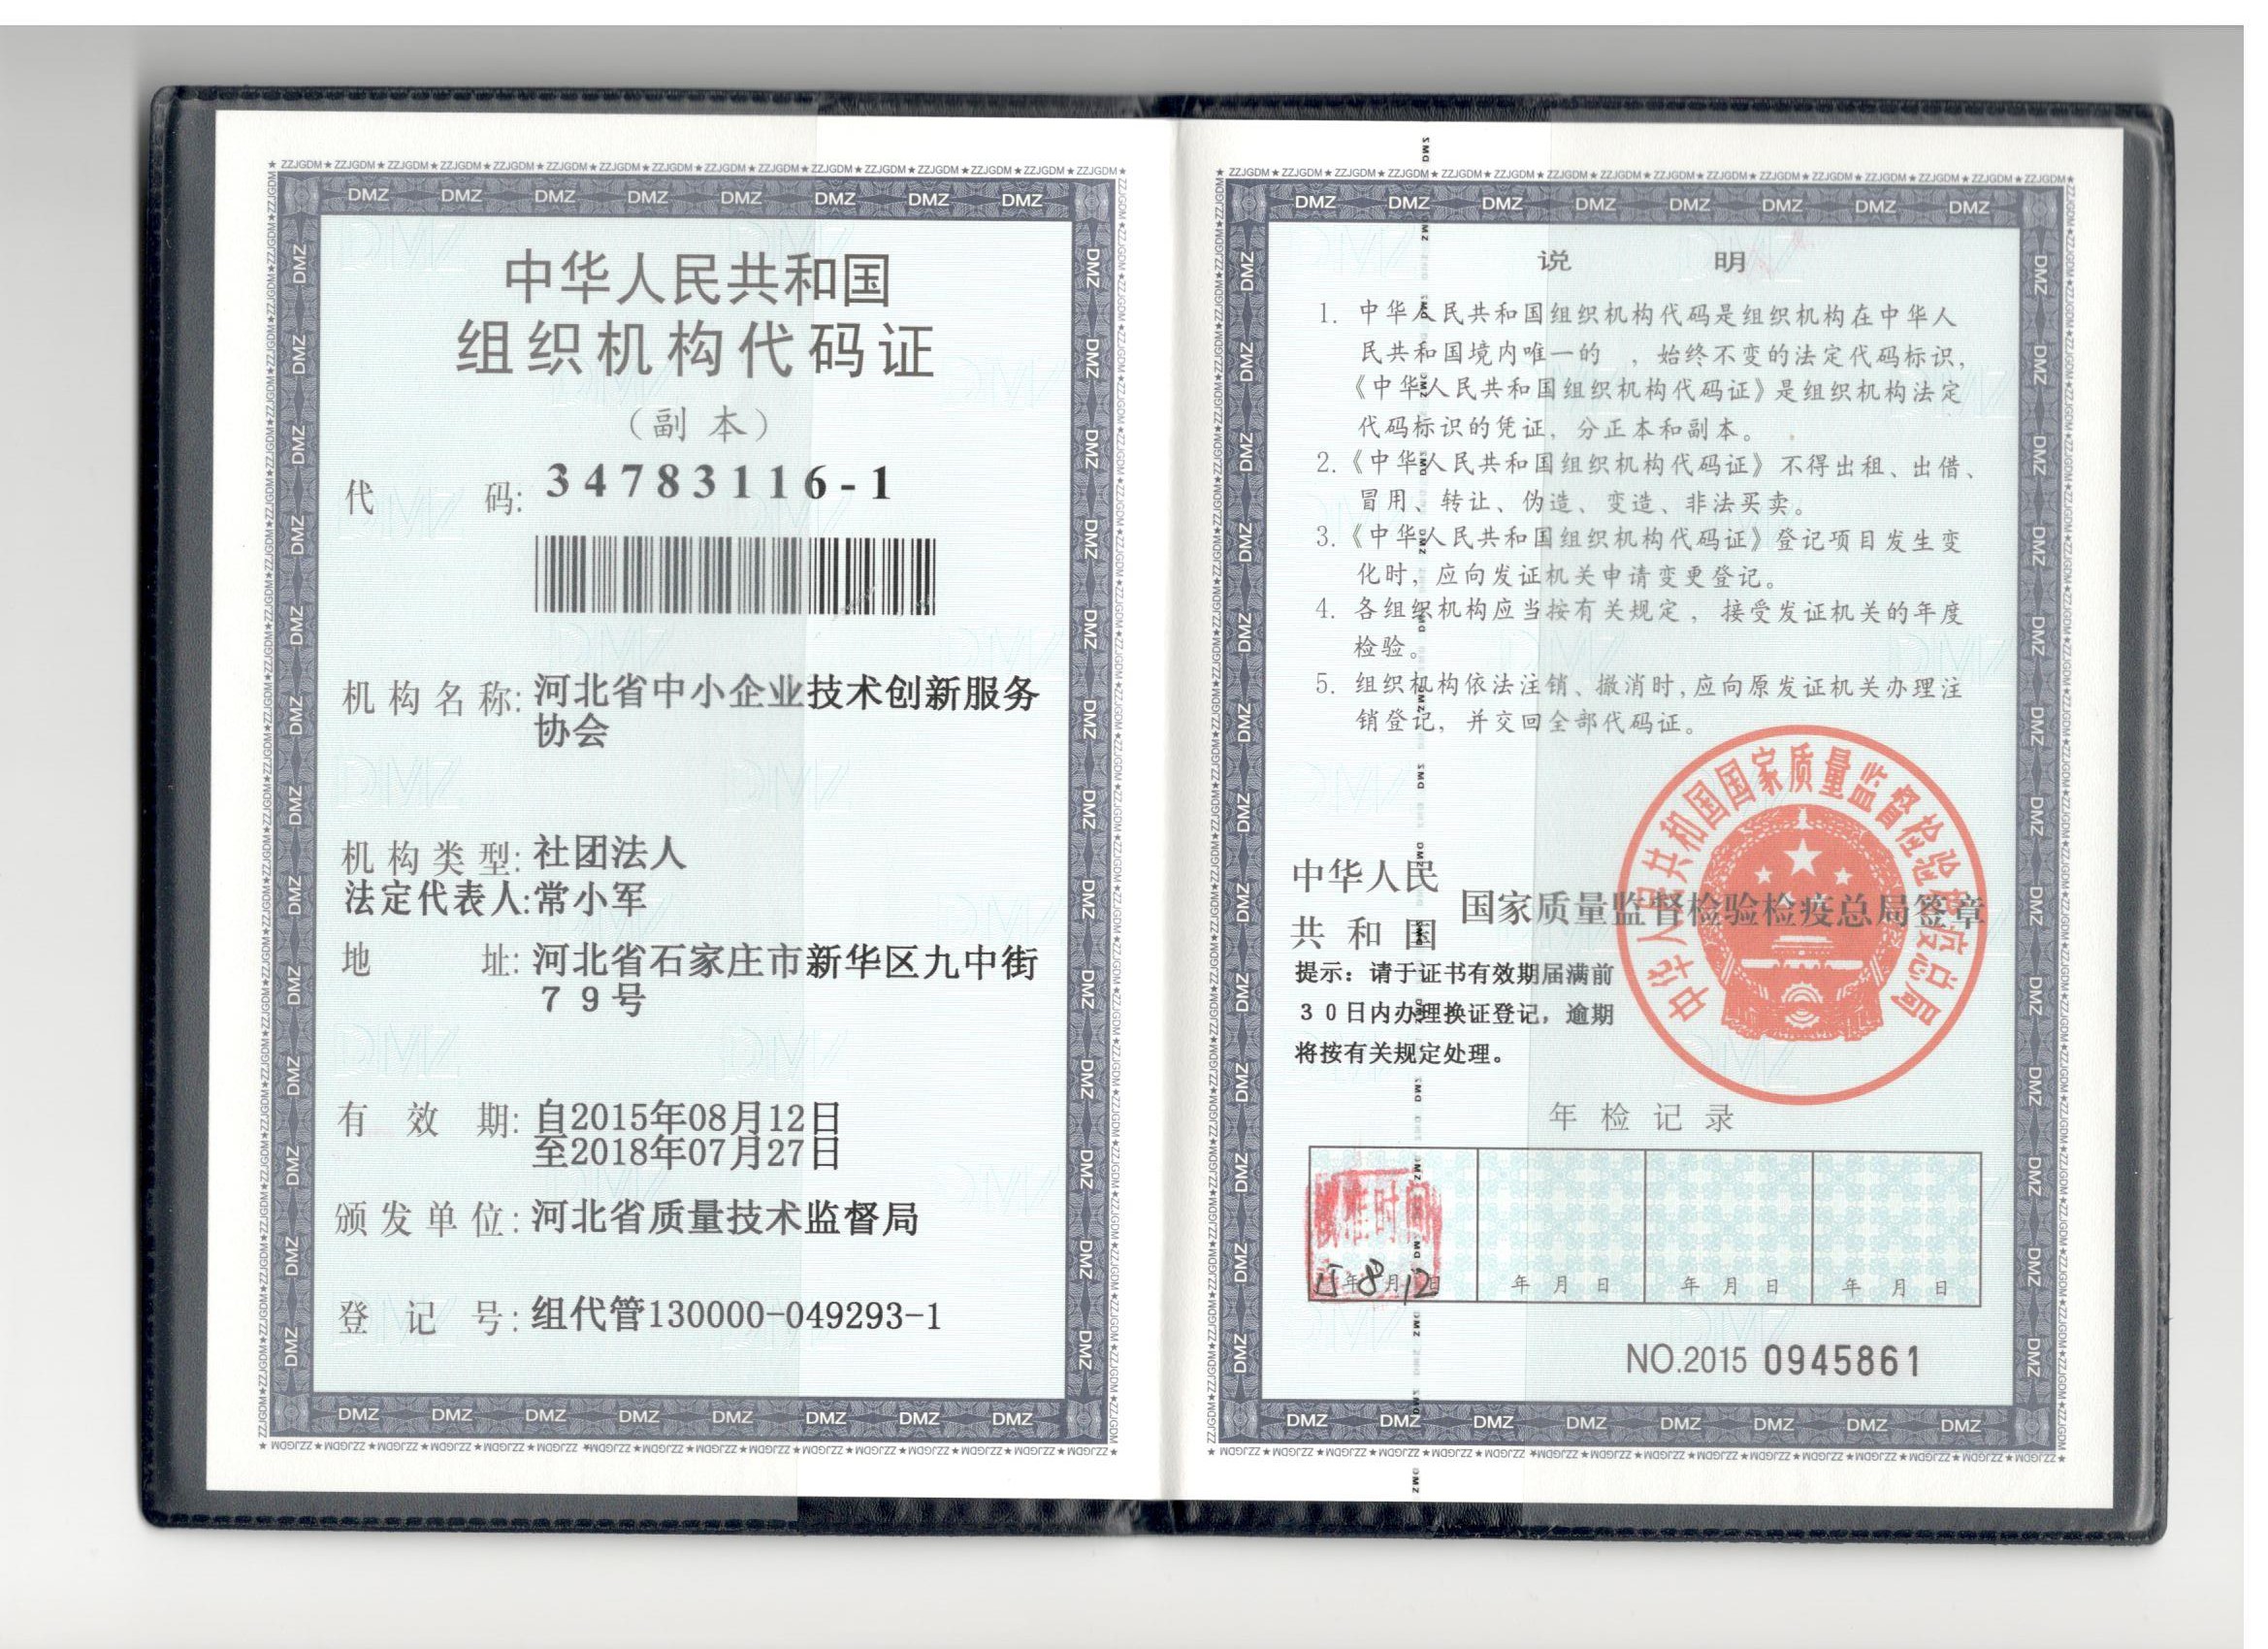 中华人民共和国
组织机构代码证
（副 本）
代 码: 34783116-1
机构名称: 河北省中小企业技术创新服务
协会
机构类型: 社团法人
法定代表人:常小军
地 址: 河北省石家庄市新华区九中街
79号
有 效 期: 自2015年08月12日
至2018年07月27日
颁发单位: 河北省质量技术监督局
登 记 号: 组代管130000-049293-1
说 明
1. 中华人民共和国组织机构代码是组织机构在中华人
民共和国境内唯一的 ，始终不变的法定代码标识，
《中华人民共和国组织机构代码证》是组织机构法定
代码标识的凭证，分正本和副本。
2.《中华人民共和国组织机构代码证》不得出租、出借、
冒用、转让、伪造、变造、非法买卖。
3.《中华人民共和国组织机构代码证》登记项目发生变
化时，应向发证机关申请变更登记。
4. 各组织机构应当按有关规定，接受发证机关的年度
检验。
5. 组织机构依法注销、撤消时,应向原发证机关办理注
销登记，并交回全部代码证。
中华人民共和国国家质量监督检验检疫总局
中华人民
共和国 国家质量监督检验检疫总局签章
提示：请于证书有效期届满前
30日内办理换证登记，逾期
将按有关规定处理。
年检记录
时间
15年8月12日 年 月 日 年 月 日 年 月 日
NO.2015 0945861